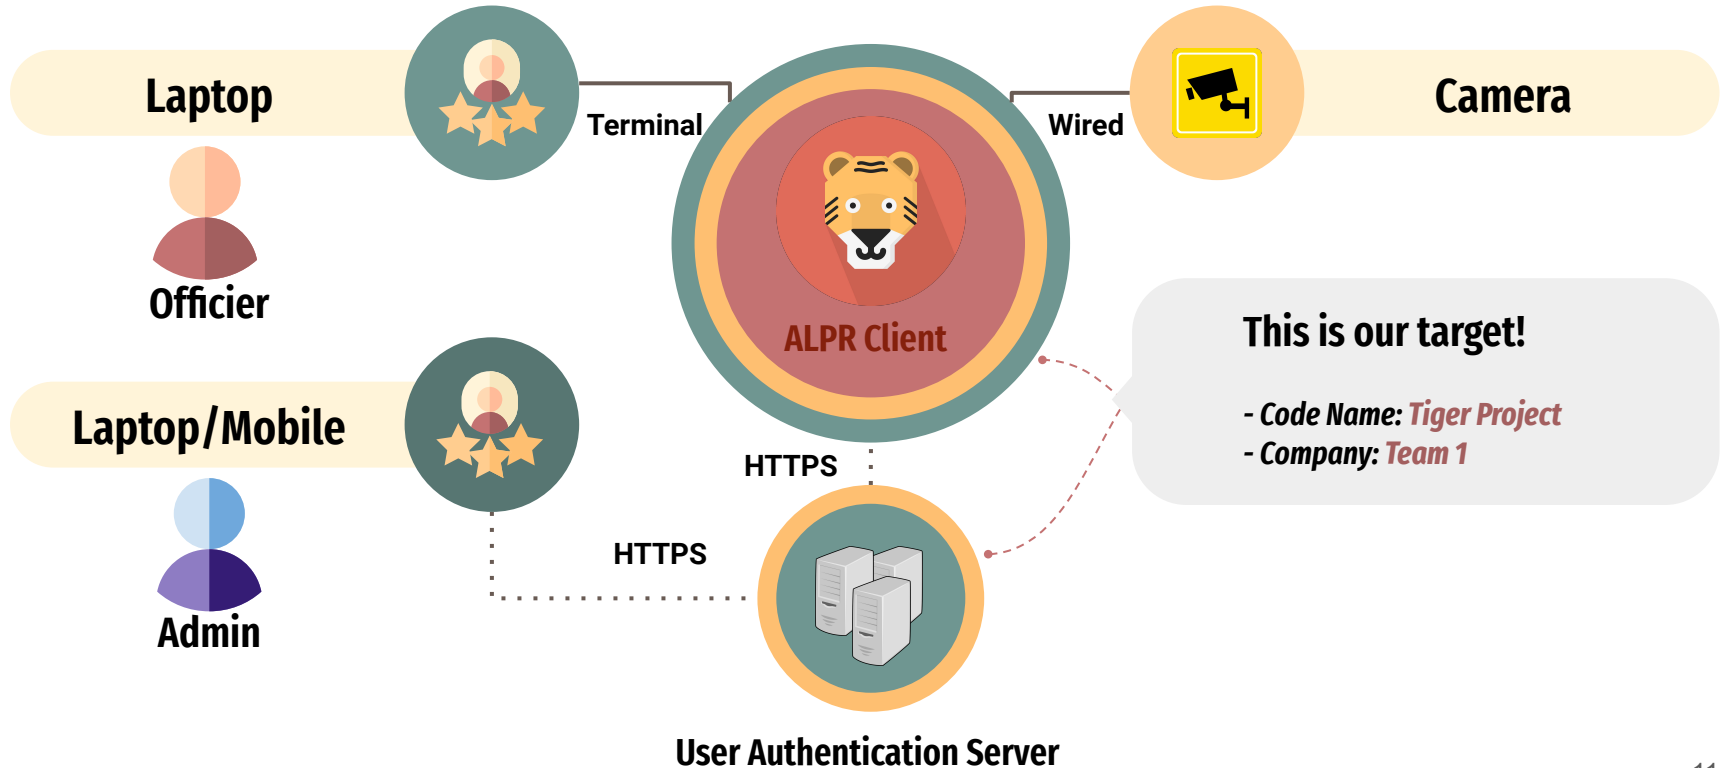 Laptop
Terminal
Wired
Camera
Officier
ALPR Client
This is our target!
- Code Name: Tiger Project
- Company: Team 1
Laptop/Mobile
HTTPS
HTTPS
Admin
User Authentication Server
11